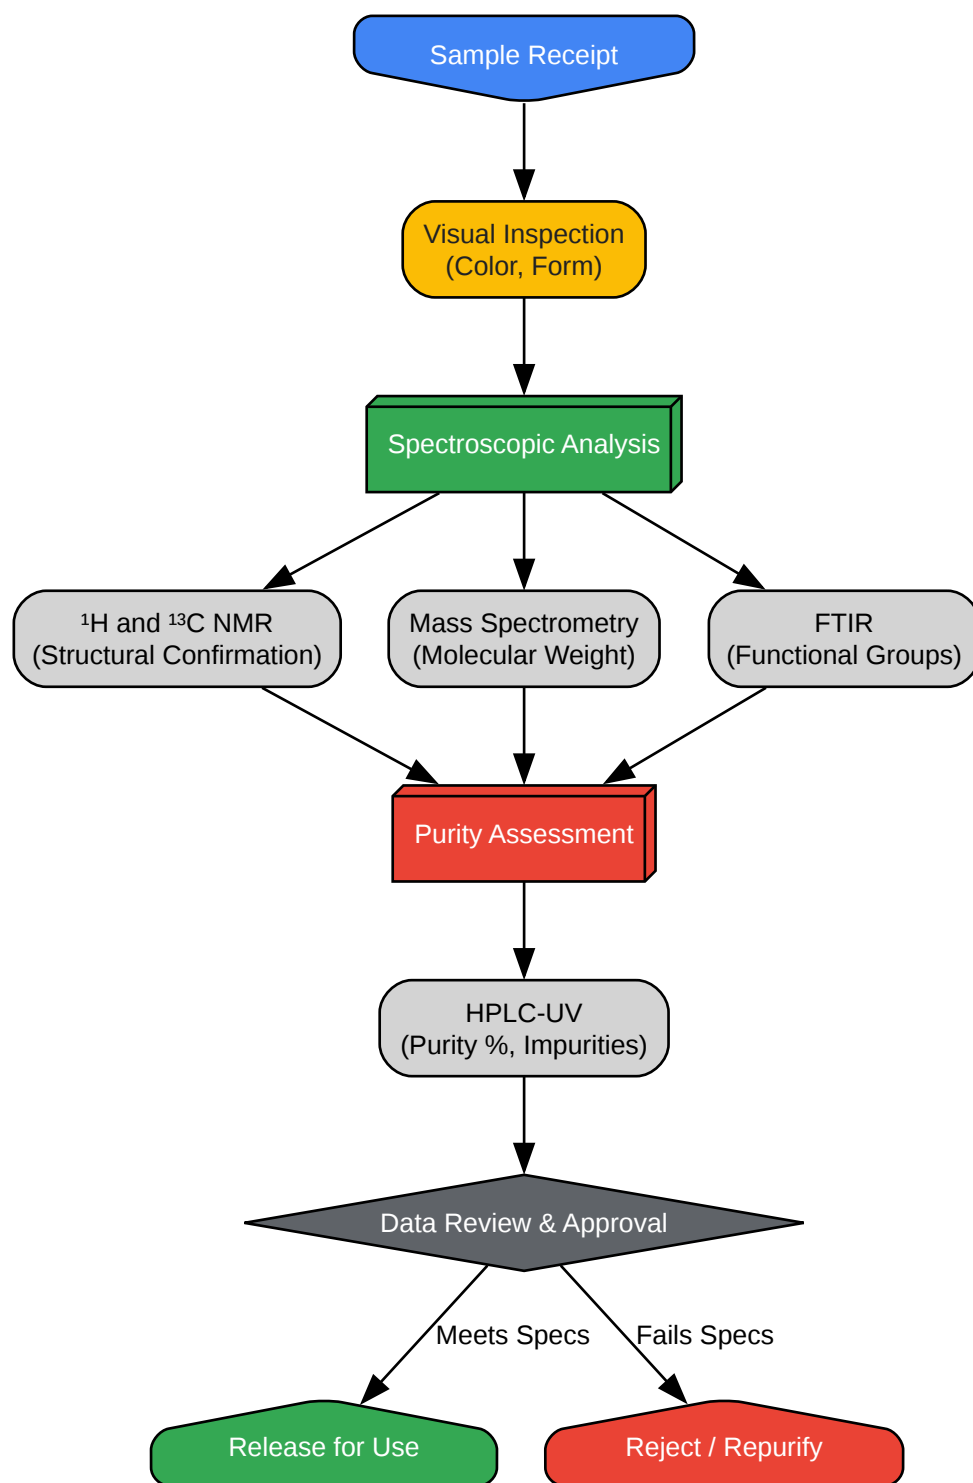 Sample Receipt
Visual Inspection
(Color, Form)
Spectroscopic Analysis
¹H and ¹³C NMR
(Structural Confirmation)
Mass Spectrometry
(Molecular Weight)
FTIR
(Functional Groups)
Purity Assessment
HPLC-UV
(Purity %, Impurities)
Data Review & Approval
Meets Specs
Fails Specs
Release for Use
Reject / Repurify